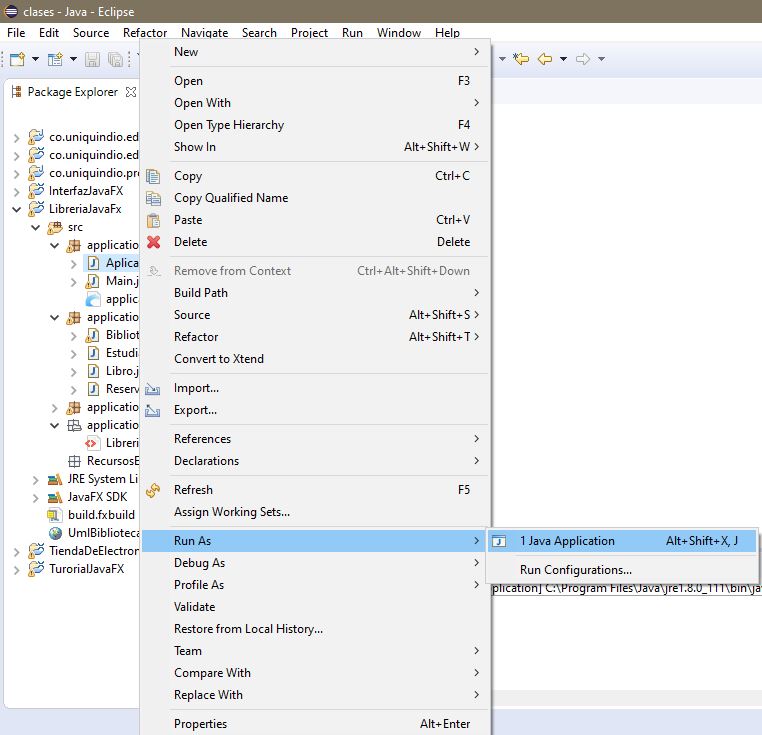 clases - Java - Eclipse
File Edit Source Refactor Navigate Search Project Run Window Help
Package Explorer
co.uniquindio.ed
co.uniquindio.ed
co.uniquindio.pr
InterfazJavaFX
LibreriaJavaFx
src
applicatio
Aplica
Main.j
applic
applicatio
Bibliot
Estudi
Libro.j
Reserv
applicatio
applicatio
Libreri
RecursosE
JRE System Li
JavaFX SDK
build.fxbuild
UmlBiblioteca
TiendaDeElectron
TurorialJavaFX
New
Open F3
Open With
Open Type Hierarchy F4
Show In Alt+Shift+W
Copy Ctrl+C
Copy Qualified Name
Paste Ctrl+V
Delete Delete
Remove from Context Ctrl+Alt+Shift+Down
Build Path
Source Alt+Shift+S
Refactor Alt+Shift+T
Convert to Xtend
Import...
Export...
References
Declarations
Refresh F5
Assign Working Sets...
Run As
Debug As
Profile As
Validate
Restore from Local History...
Team
Compare With
Replace With
Properties Alt+Enter
1 Java Application Alt+Shift+X, J
Run Configurations...
plication] C:\Program Files\Java\jre1.8.0_111\bin\ja